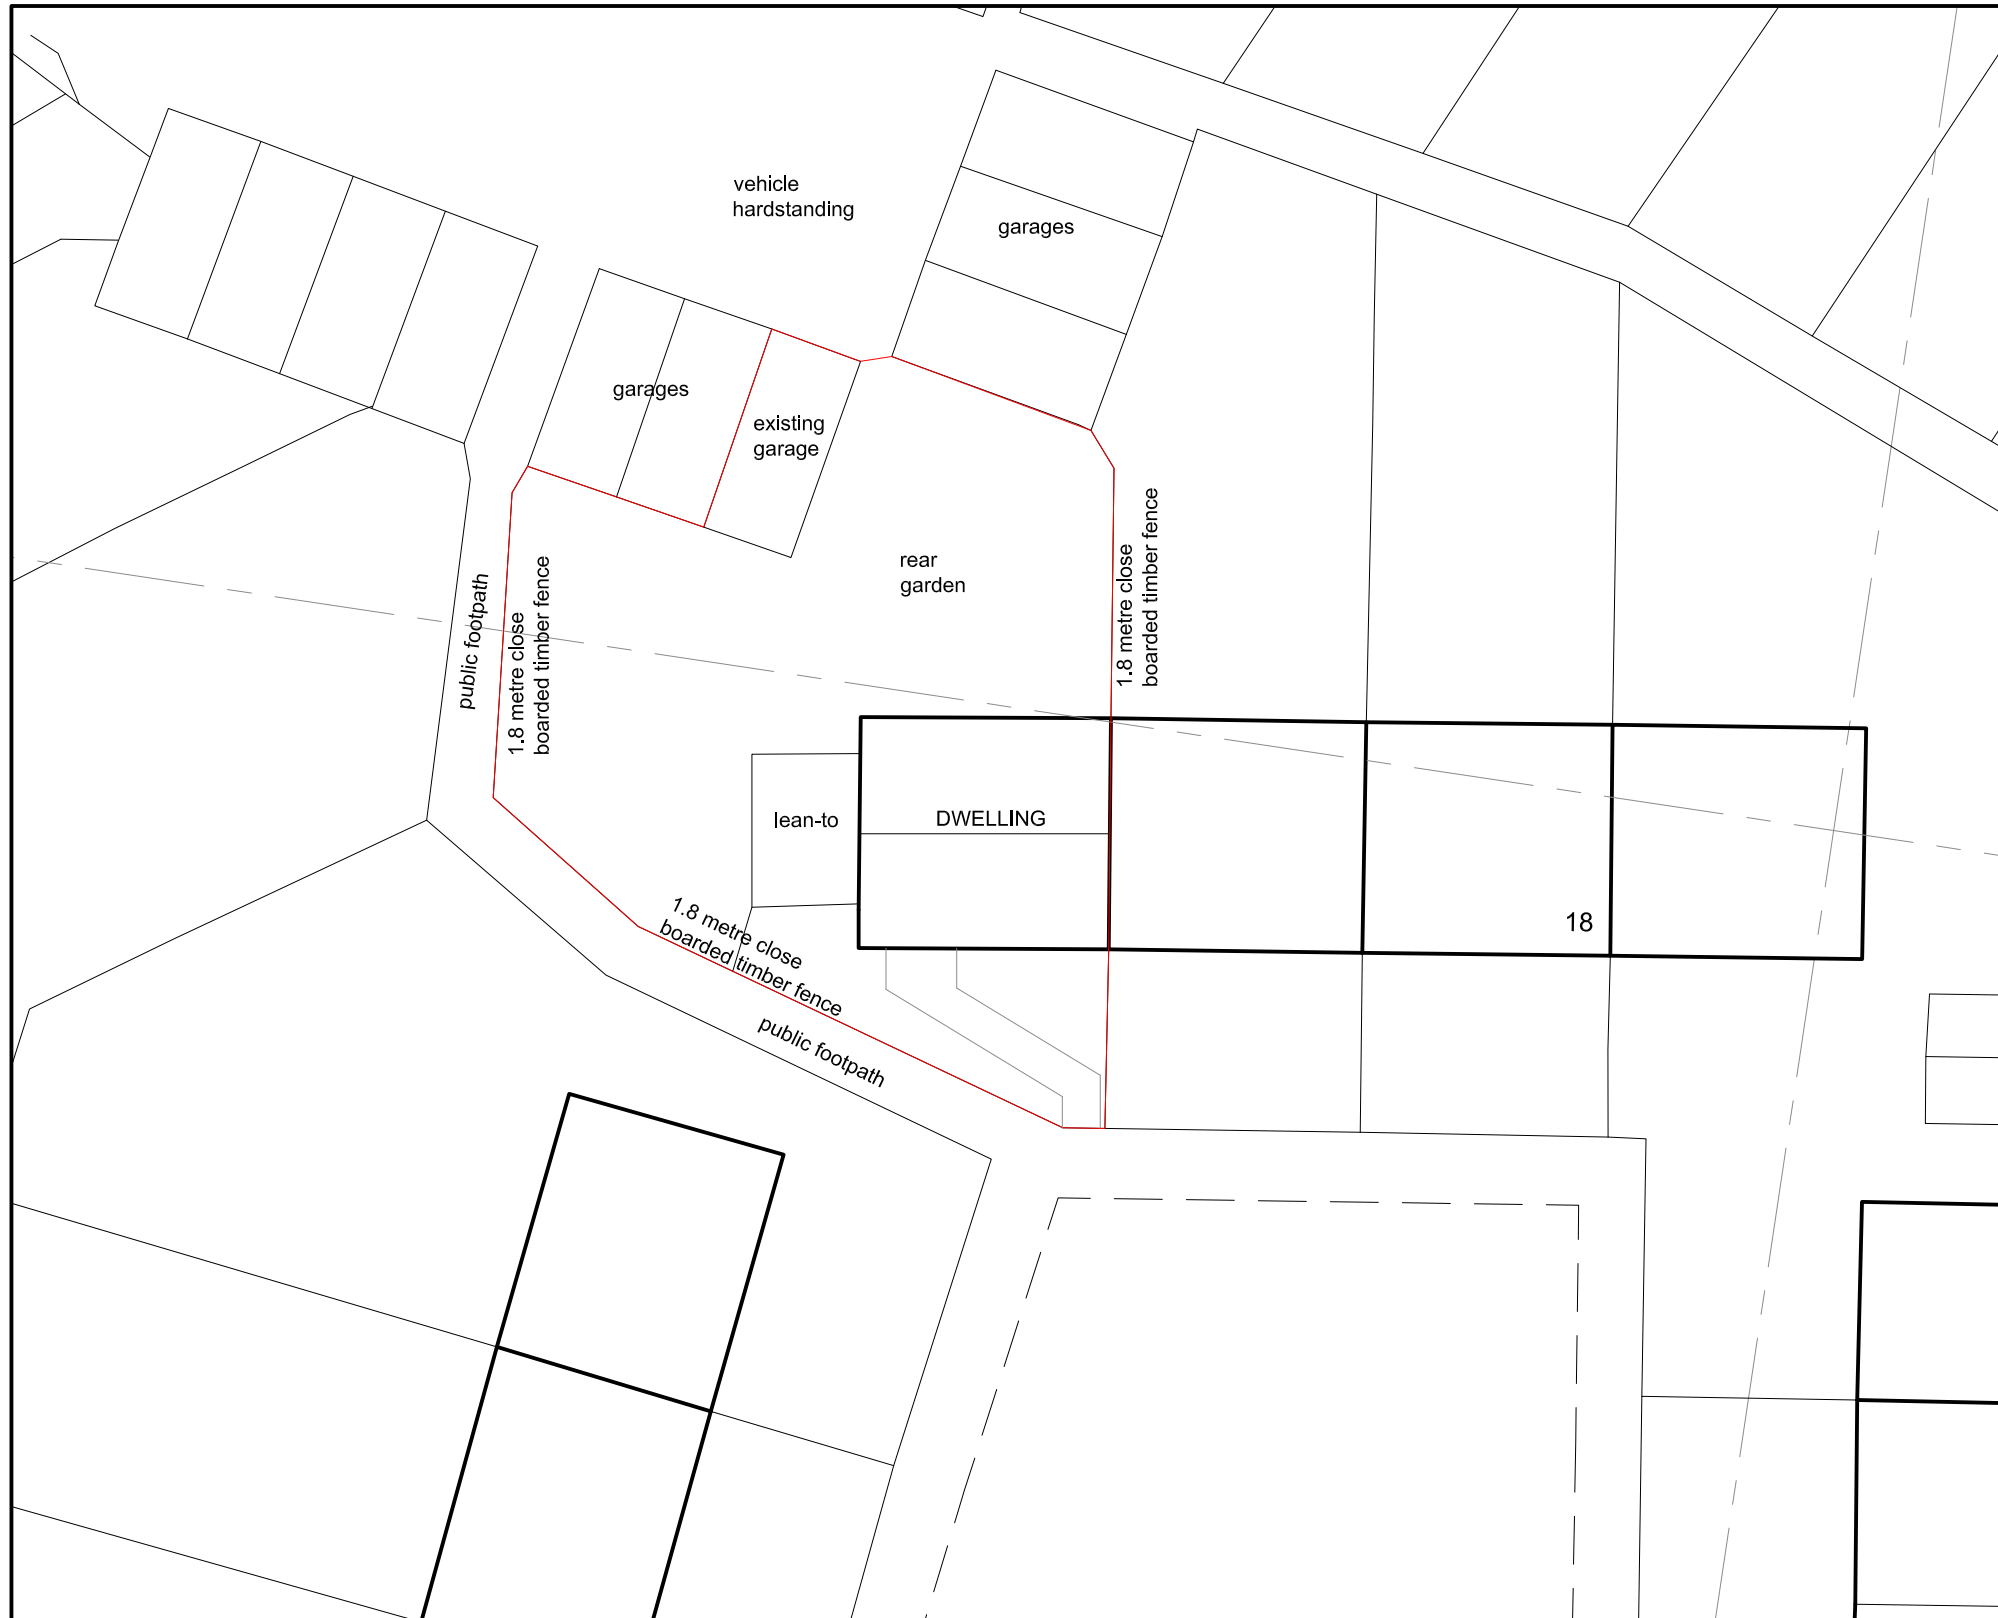 vehicle
hardstanding
garages
garages
existing
garage
rear
garden
1.8 metre close
boarded timber fence
public footpath
1.8 metre close
boarded timber fence
lean-to
DWELLING
18
1.8 metre close
boarded timber fence
public footpath